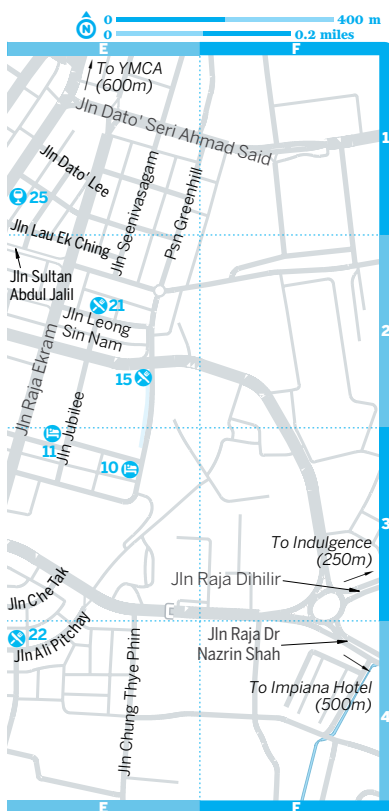 0 400 m
N
0 0.2 miles
E F
To YMCA
(600m)
Jln Dato' Seri Ahmad Said
1
Jln Dato' Lee
Jln Seenivasagam
Psn Greenhill
25
Jln Lau Ek Ching
Jln Sultan
Abdul Jalil
21
Jln Leong
Sin Nam
2
Jln Raja Ekram
15
Jln Jubilee
11
10
3
To Indulgence
(250m)
Jln Raja Dihilir
Jln Che Tak
22
Jln Ali Pitchay
Jln Raja Dr
Nazrin Shah
Jln Chung Thye Phin
To Impiana Hotel
(500m)
4
E F